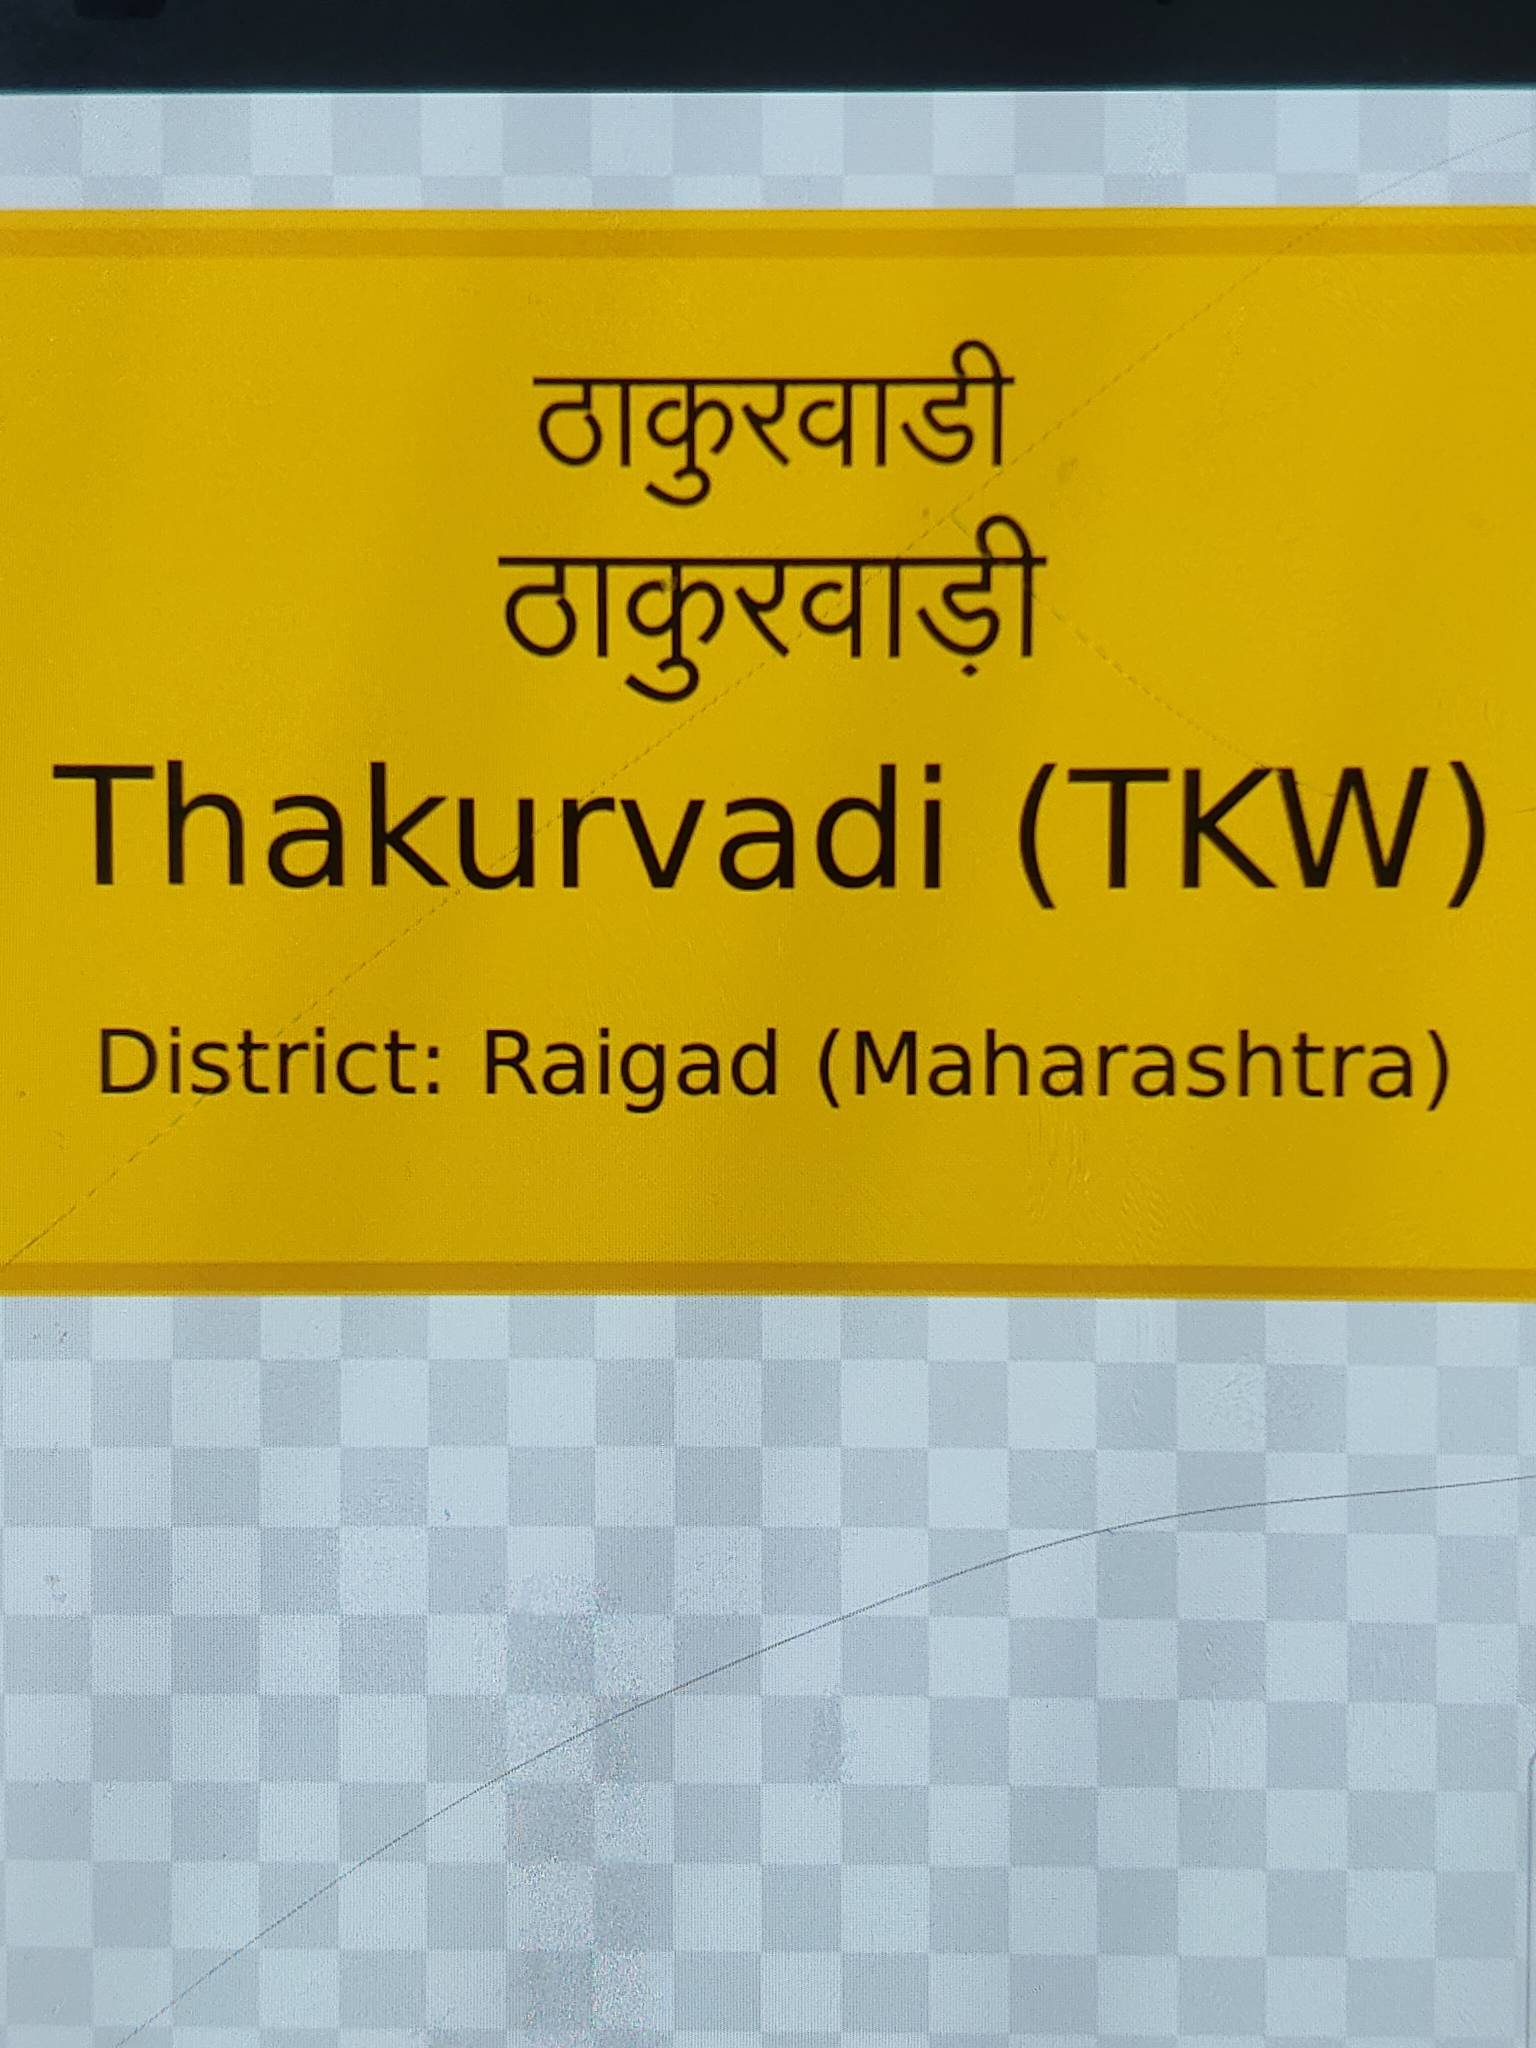 ठाकुरवाडी
ठाकुरवाड़ी
Thakurvadi (TKW)
District: Raigad (Maharashtra)